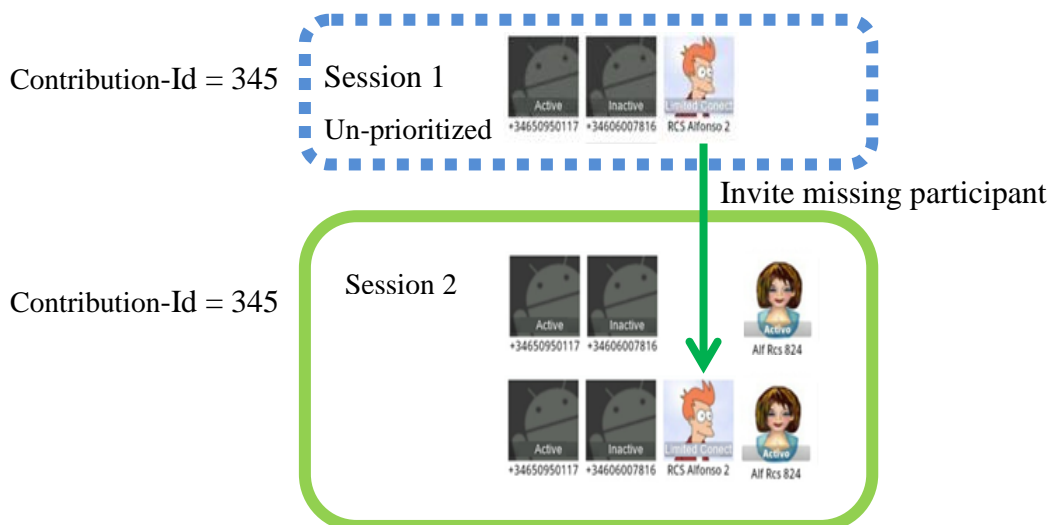 Contribution-Id = 345
Session 1
Un-prioritized
Active Inactive Limited Conect
+34650950117 +34606007816 RCS Alfonso 2
Invite missing participant
Contribution-Id = 345
Session 2
Active Inactive Activo
+34650950117 +34606007816 Alf Rcs 824
Active Inactive Limited Conect Activo
+34650950117 +34606007816 RCS Alfonso 2 Alf Rcs 824